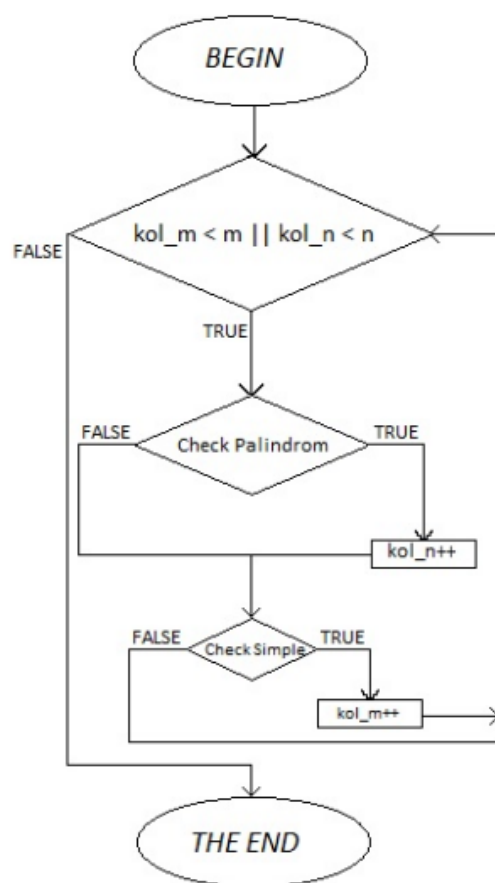 BEGIN
kol_m < m || kol_n < n
FALSE
TRUE
FALSE
Check Palindrom
TRUE
kol_n++
FALSE
Check Simple
TRUE
kol_m++
THE END